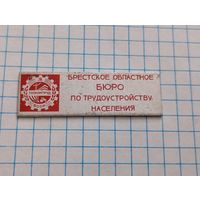 БРЕСТСКОЕ ОБЛАСТНОЕ
БЮРО
ПО ТРУДОУСТРОЙСТВУ
НАСЕЛЕНИЯ